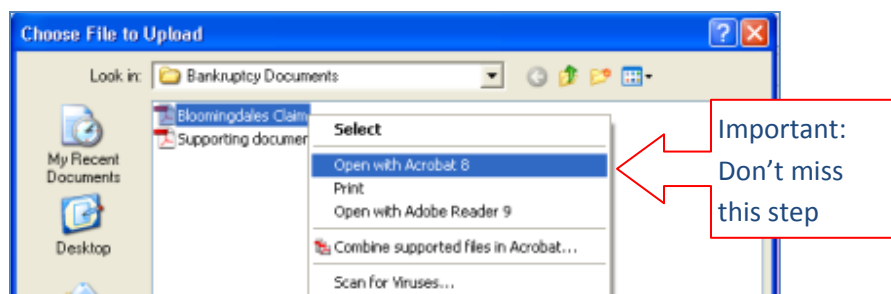 Choose File to Upload
Look in: Bankruptcy Documents
My Recent
Documents
Desktop
Bloomingdales Claim
Supporting documen
Select
Open with Acrobat 8
Print
Open with Adobe Reader 9
Combine supported files in Acrobat...
Scan for Viruses...
Important:
Don't miss
this step